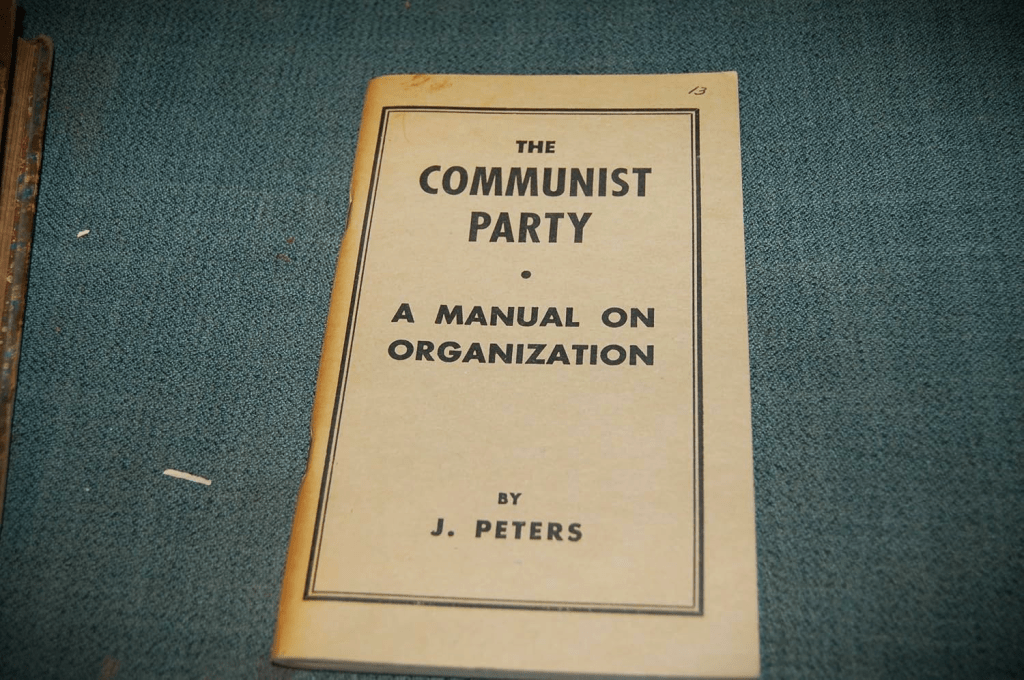 13
THE
COMMUNIST
PARTY
•
A MANUAL ON
ORGANIZATION
BY
J. PETERS